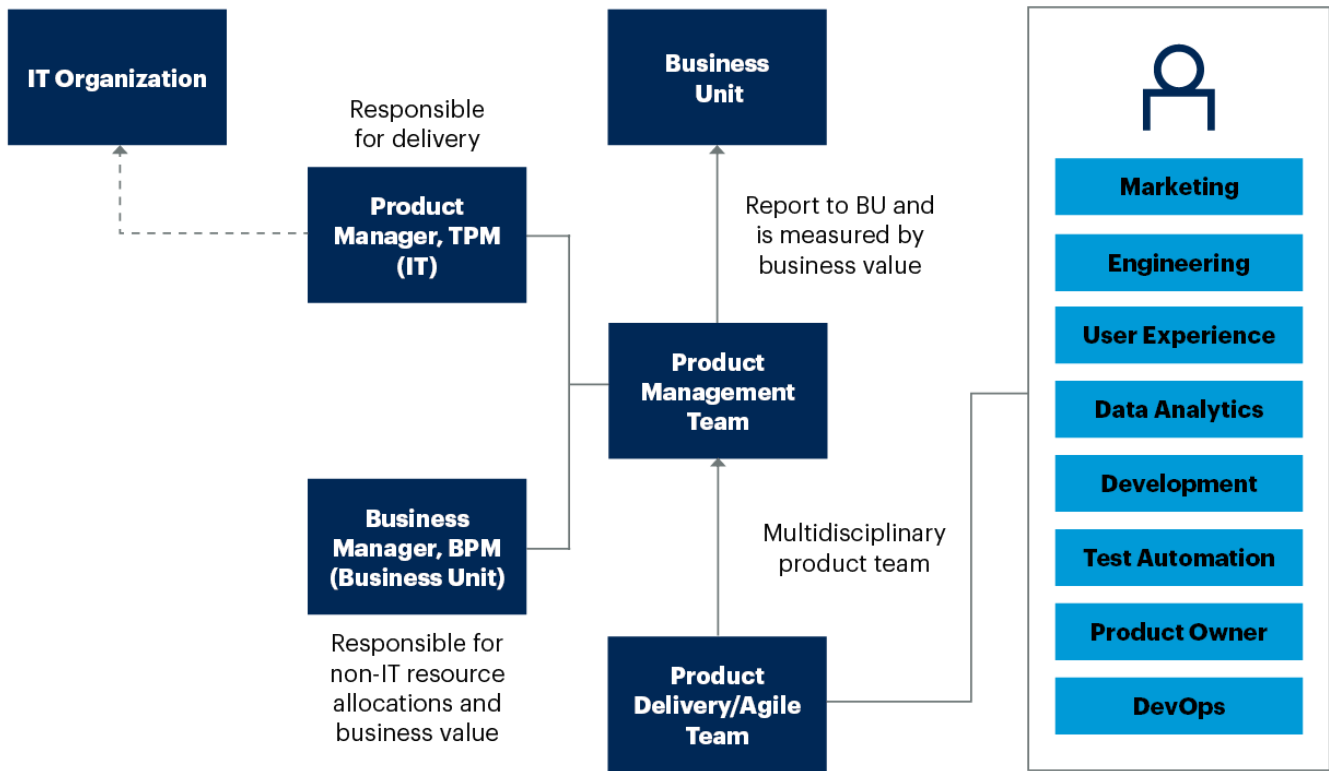 IT Organization
Business
Unit
Responsible
for delivery
Product
Manager, TPM
(IT)
Report to BU and
is measured by
business value
Product
Management
Team
Business
Manager, BPM
(Business Unit)
Responsible for
non-IT resource
allocations and
business value
Multidisciplinary
product team
Product
Delivery/Agile
Team
Marketing
Engineering
User Experience
Data Analytics
Development
Test Automation
Product Owner
DevOps